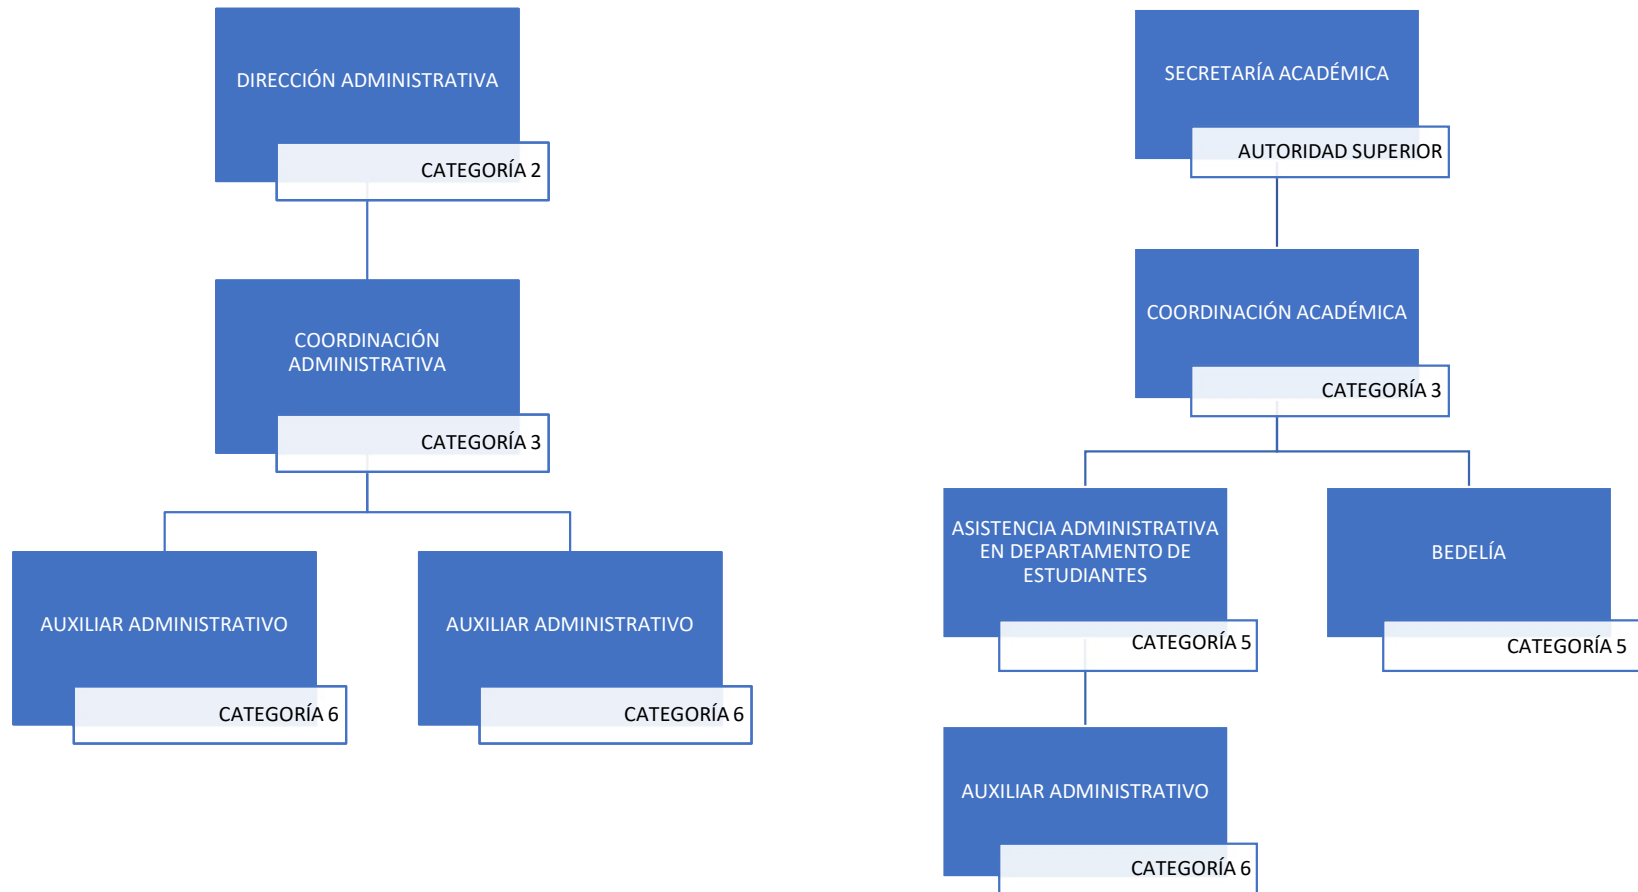 DIRECCIÓN ADMINISTRATIVA
CATEGORÍA 2
COORDINACIÓN
ADMINISTRATIVA
CATEGORÍA 3
AUXILIAR ADMINISTRATIVO
CATEGORÍA 6
AUXILIAR ADMINISTRATIVO
CATEGORÍA 6
SECRETARÍA ACADÉMICA
AUTORIDAD SUPERIOR
COORDINACIÓN ACADÉMICA
CATEGORÍA 3
ASISTENCIA ADMINISTRATIVA
EN DEPARTAMENTO DE
ESTUDIANTES
CATEGORÍA 5
BEDELÍA
CATEGORÍA 5
AUXILIAR ADMINISTRATIVO
CATEGORÍA 6